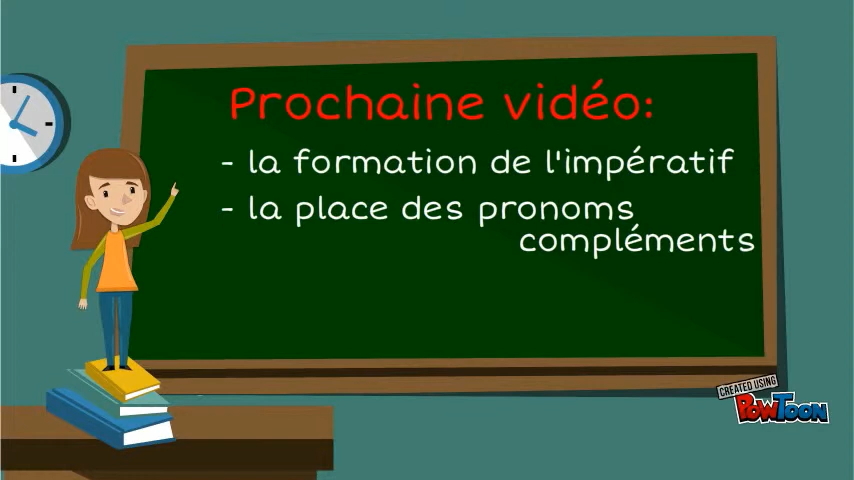 Prochaine vidéo:
- la formation de l'impératif
- la place des pronoms
compléments
CREATED USING
POWTOON